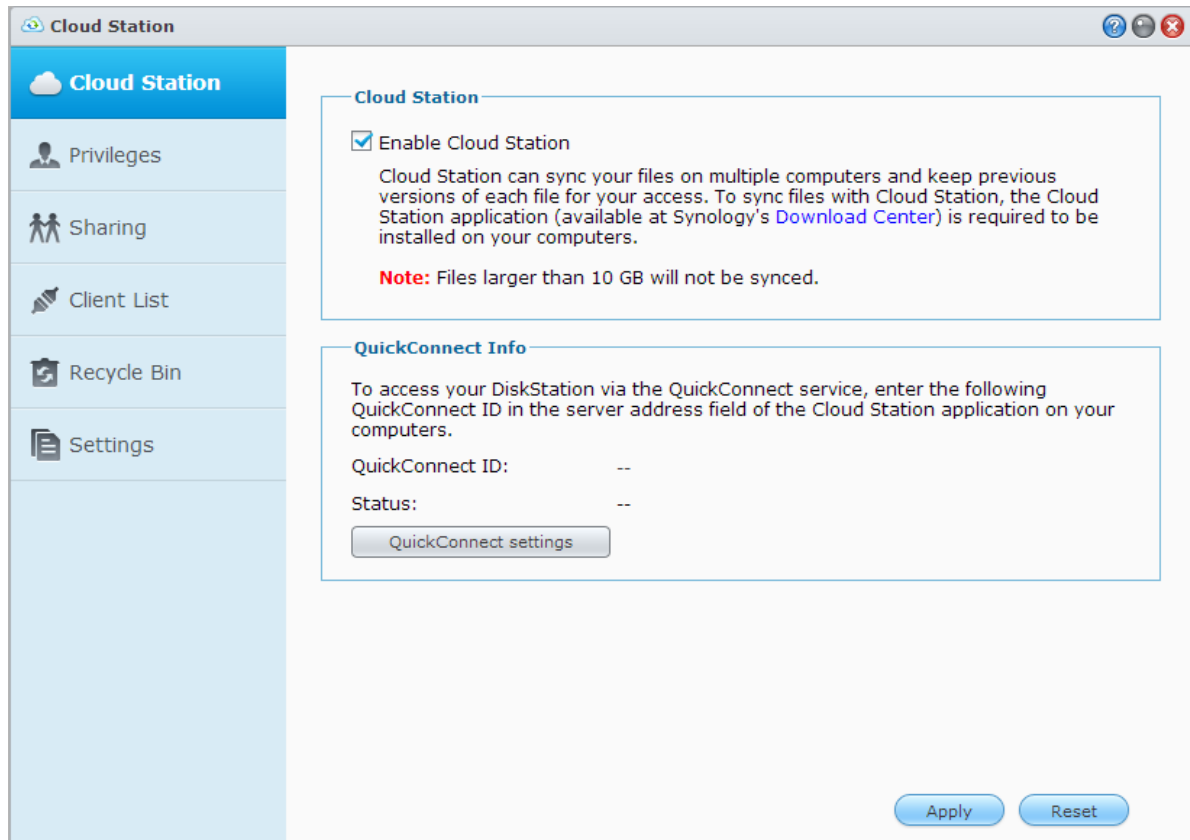 Cloud Station
Cloud Station
Privileges
Sharing
Client List
Recycle Bin
Settings
Cloud Station
Enable Cloud Station
Cloud Station can sync your files on multiple computers and keep previous
versions of each file for your access. To sync files with Cloud Station, the Cloud
Station application (available at Synology's Download Center) is required to be
installed on your computers.
Note: Files larger than 10 GB will not be synced.
QuickConnect Info
To access your DiskStation via the QuickConnect service, enter the following
QuickConnect ID in the server address field of the Cloud Station application on your
computers.
QuickConnect ID: --
Status: --
QuickConnect settings
Apply Reset